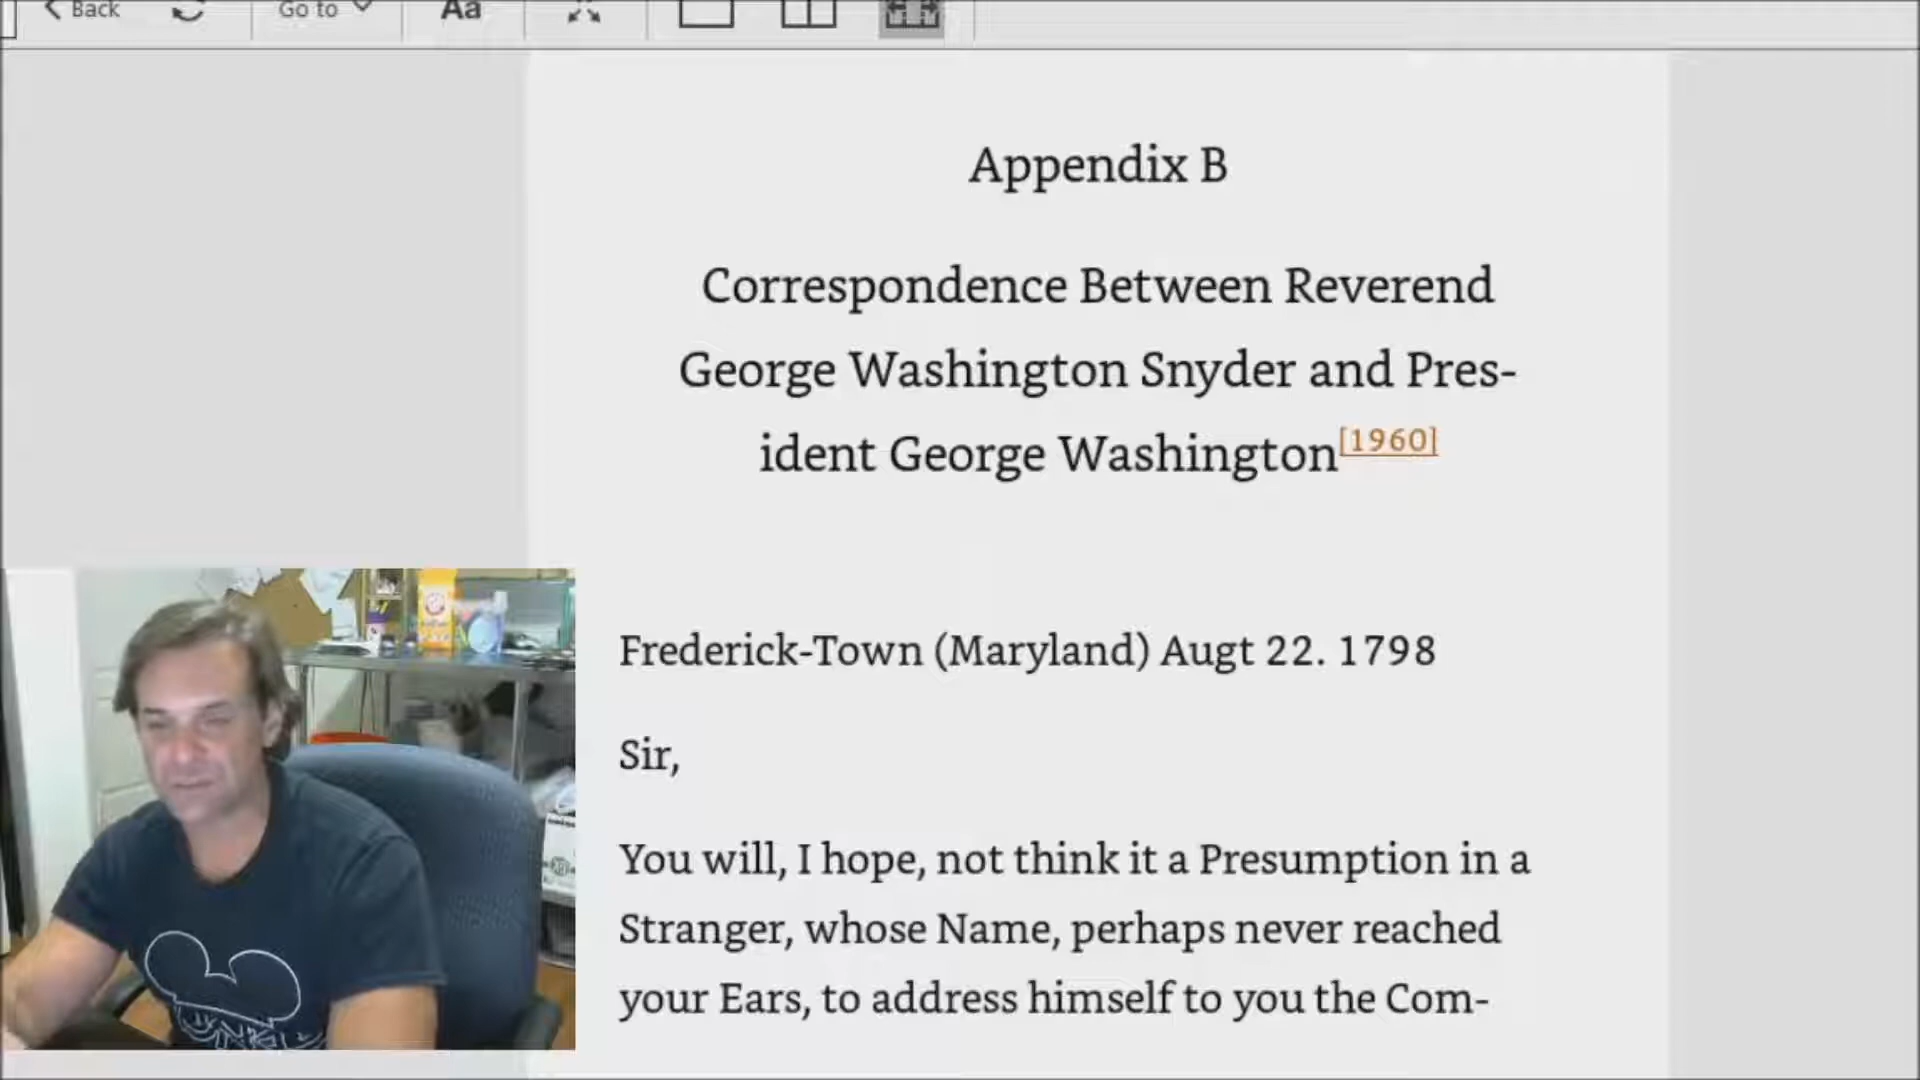 Back
Go to
Aa
Appendix B
Correspondence Between Reverend
George Washington Snyder and Pres-
ident George Washington[1960]
Frederick-Town (Maryland) Augt 22. 1798
Sir,
You will, I hope, not think it a Presumption in a
Stranger, whose Name, perhaps never reached
your Ears, to address himself to you the Com-